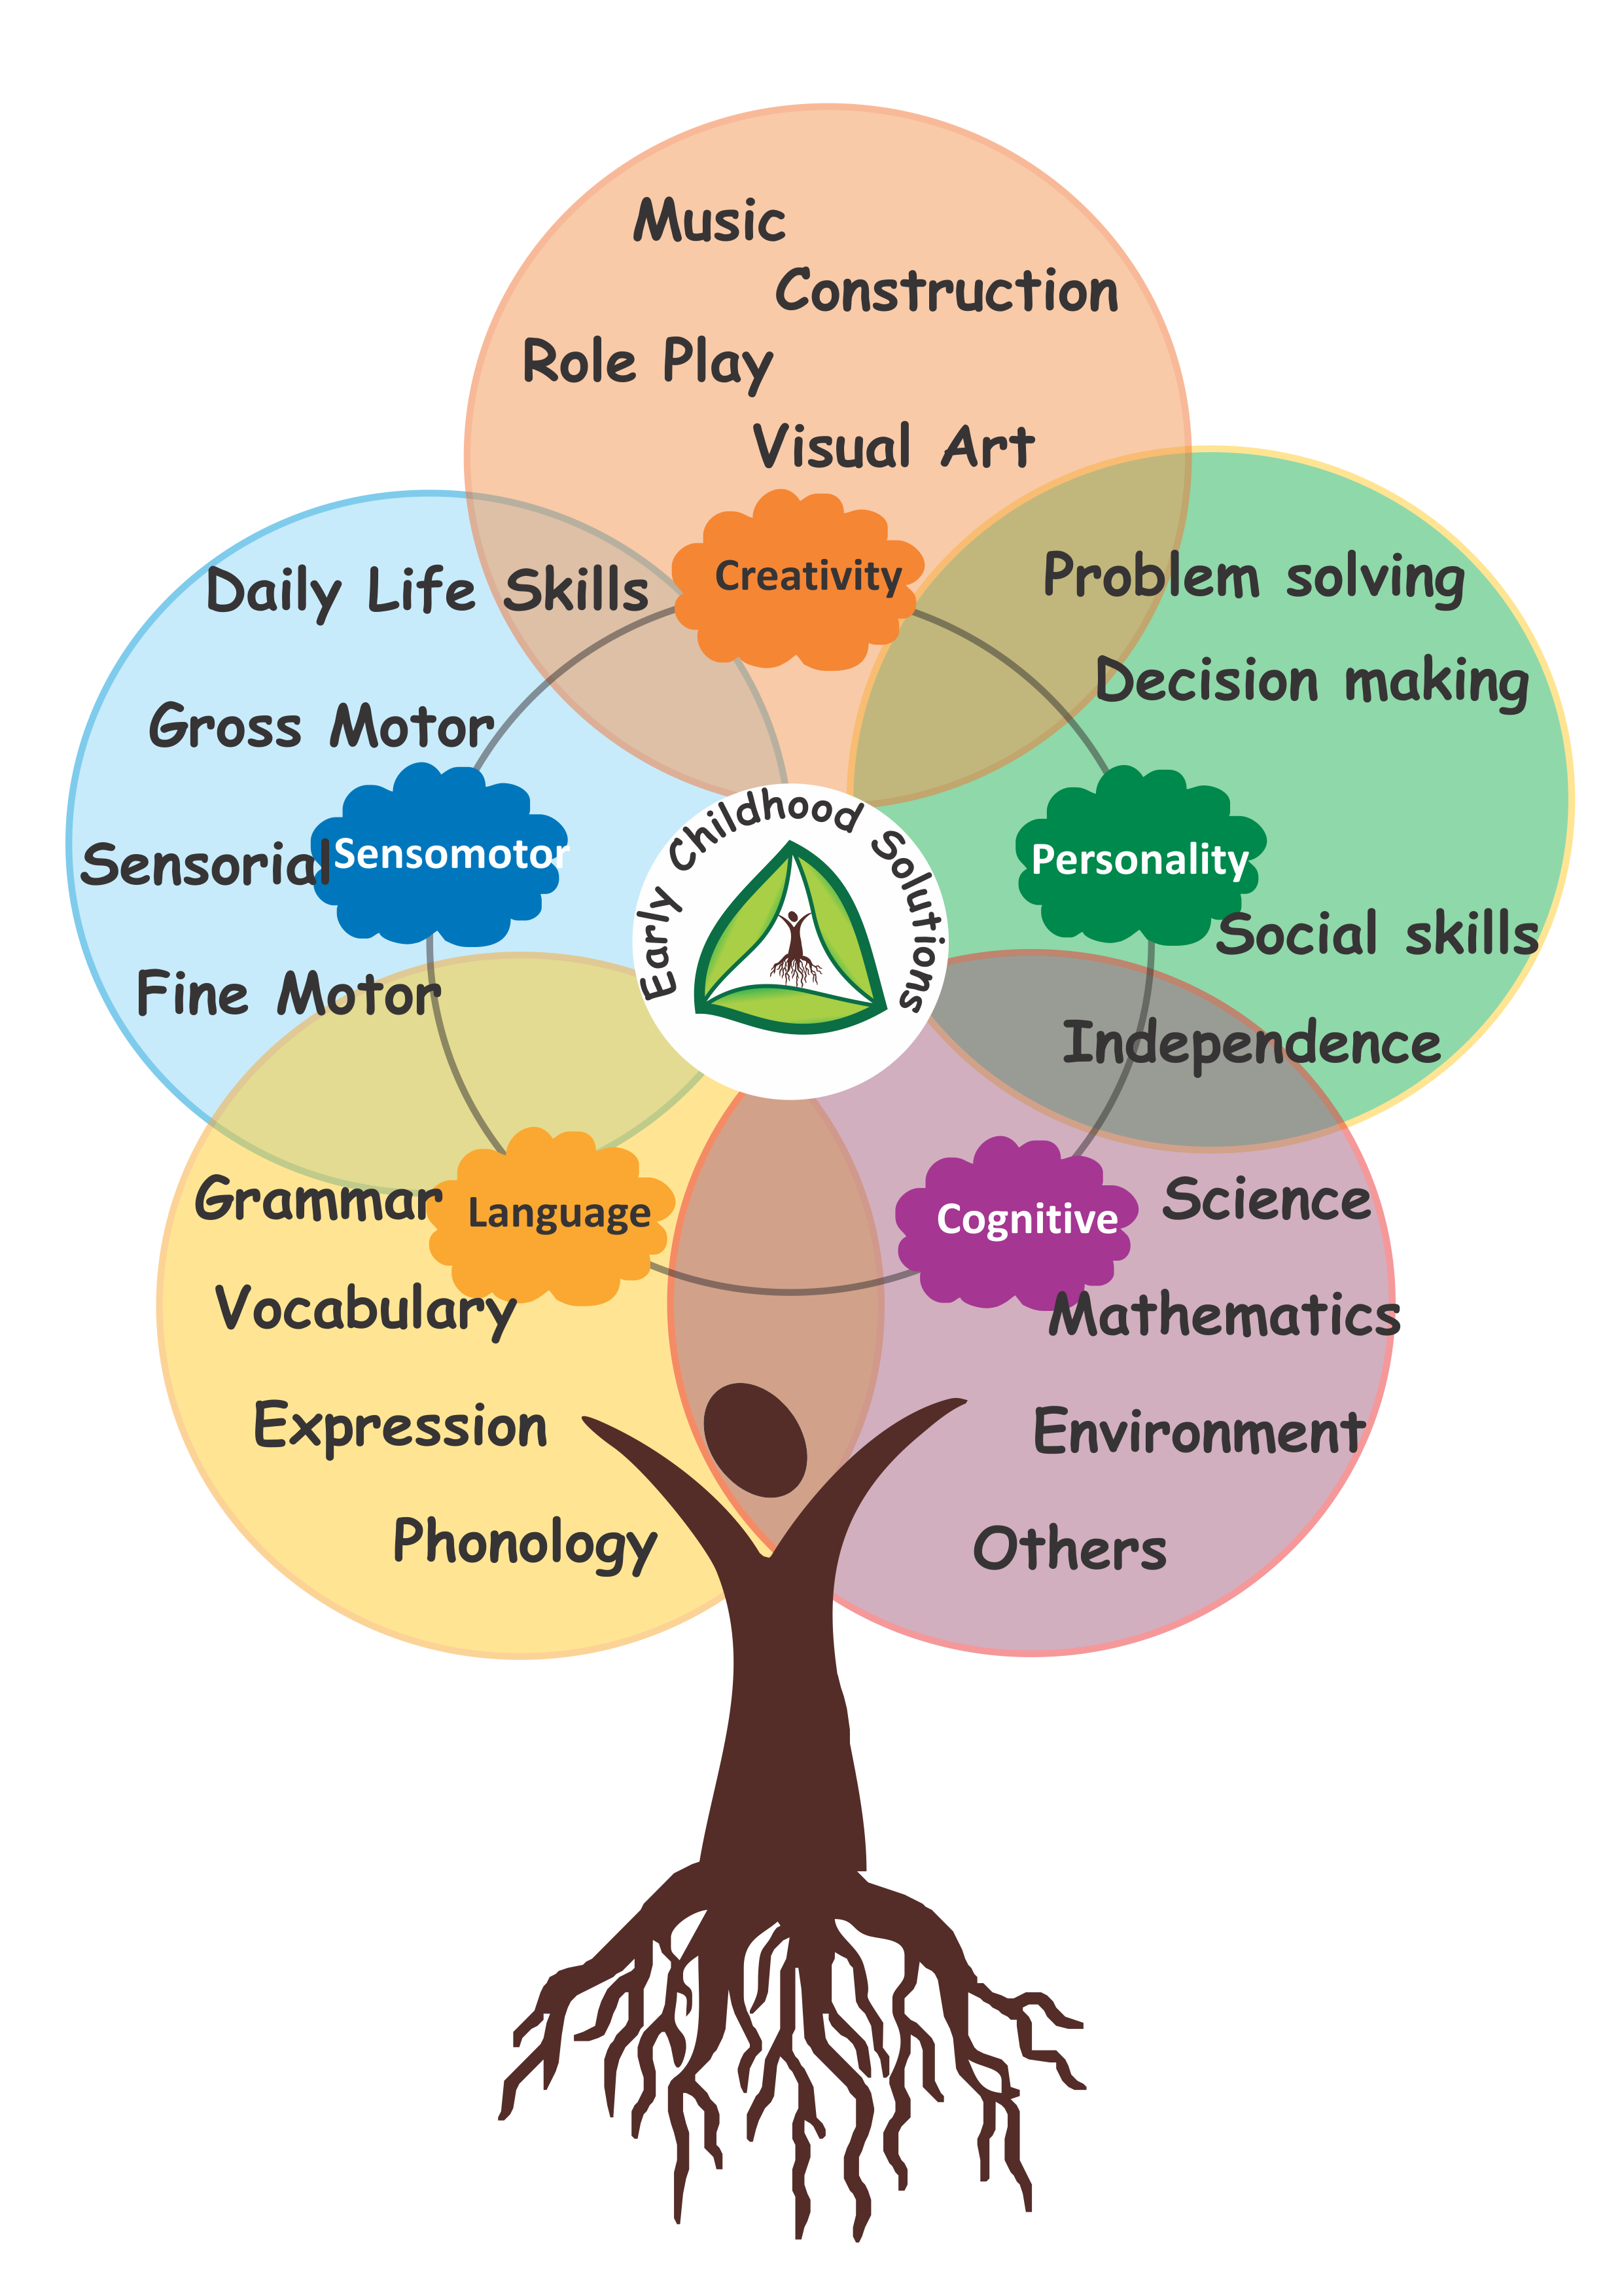 Music
Construction
Role Play
Visual Art
Creativity
Daily Life Skills
Gross Motor
Sensorial
Sensomotor
Fine Motor
Problem solving
Decision making
Personality
Social skills
Independence
Early Childhood Solutions
Grammar
Language
Vocabulary
Expression
Phonology
Cognitive
Science
Mathematics
Environment
Others